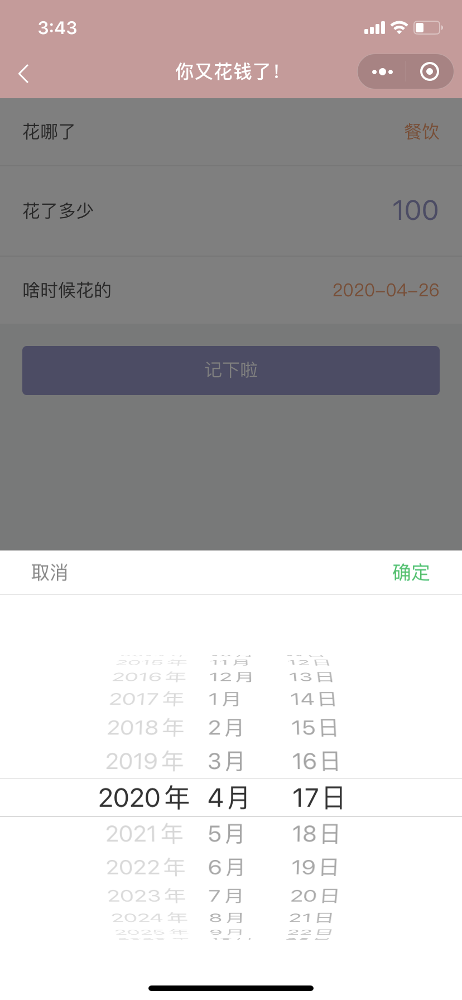 3:43
你又花钱了!
花哪了 餐饮
花了多少 100
啥时候花的 2020-04-26
记下啦
取消 确定
2015年 11月 12日
2016年 12月 13日
2017年 1月 14日
2018年 2月 15日
2019年 3月 16日
2020年 4月 17日
2021年 5月 18日
2022年 6月 19日
2023年 7月 20日
2024年 8月 21日
2025年 9月 22日